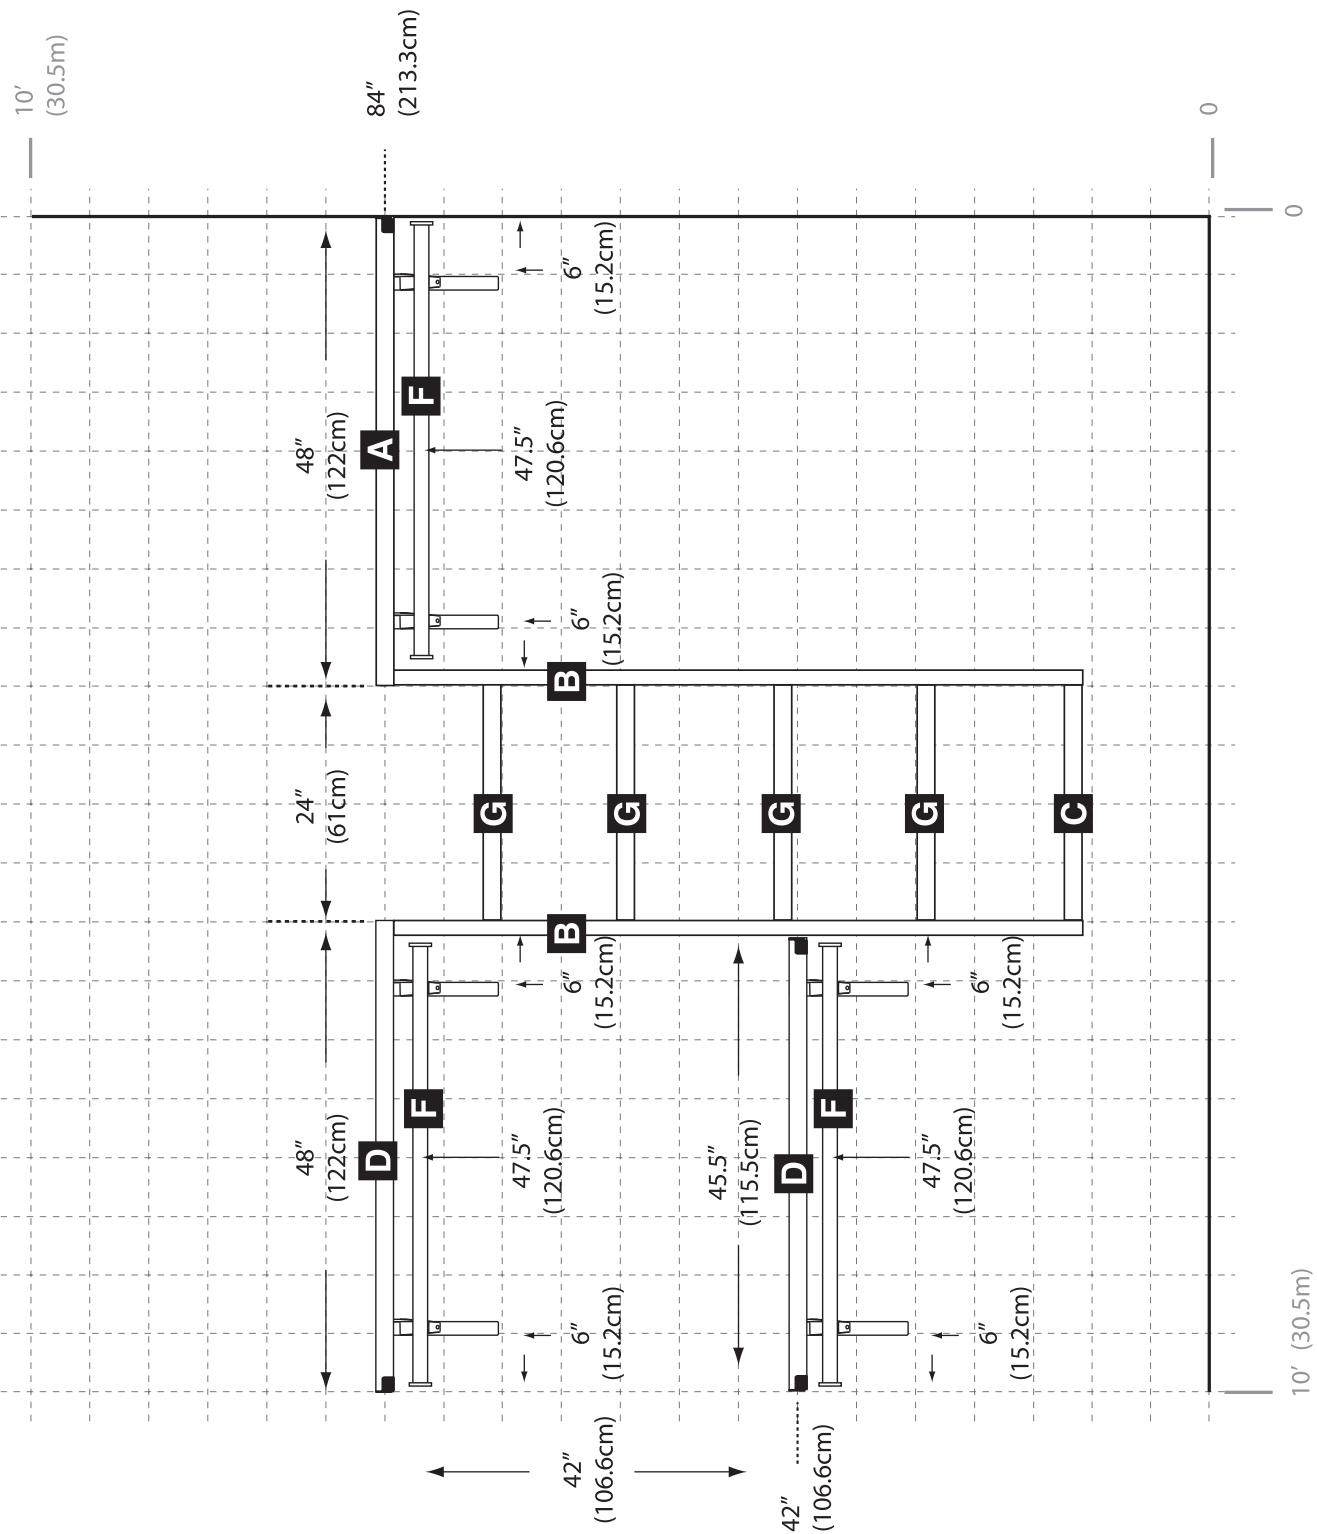 10'
(30.5m)
48"
(122cm)
24"
(61cm)
48"
(122cm)
D
A
84"
(213.3cm)
F
F
G
47.5"
(120.6cm)
47.5"
(120.6cm)
B
B
42"
(106.6cm)
6"
(15.2cm)
6"
(15.2cm)
6"
(15.2cm)
6"
(15.2cm)
G
45.5"
(115.5cm)
42"
(106.6cm)
D
G
F
G
47.5"
(120.6cm)
6"
(15.2cm)
6"
(15.2cm)
C
0
10' (30.5m)
0